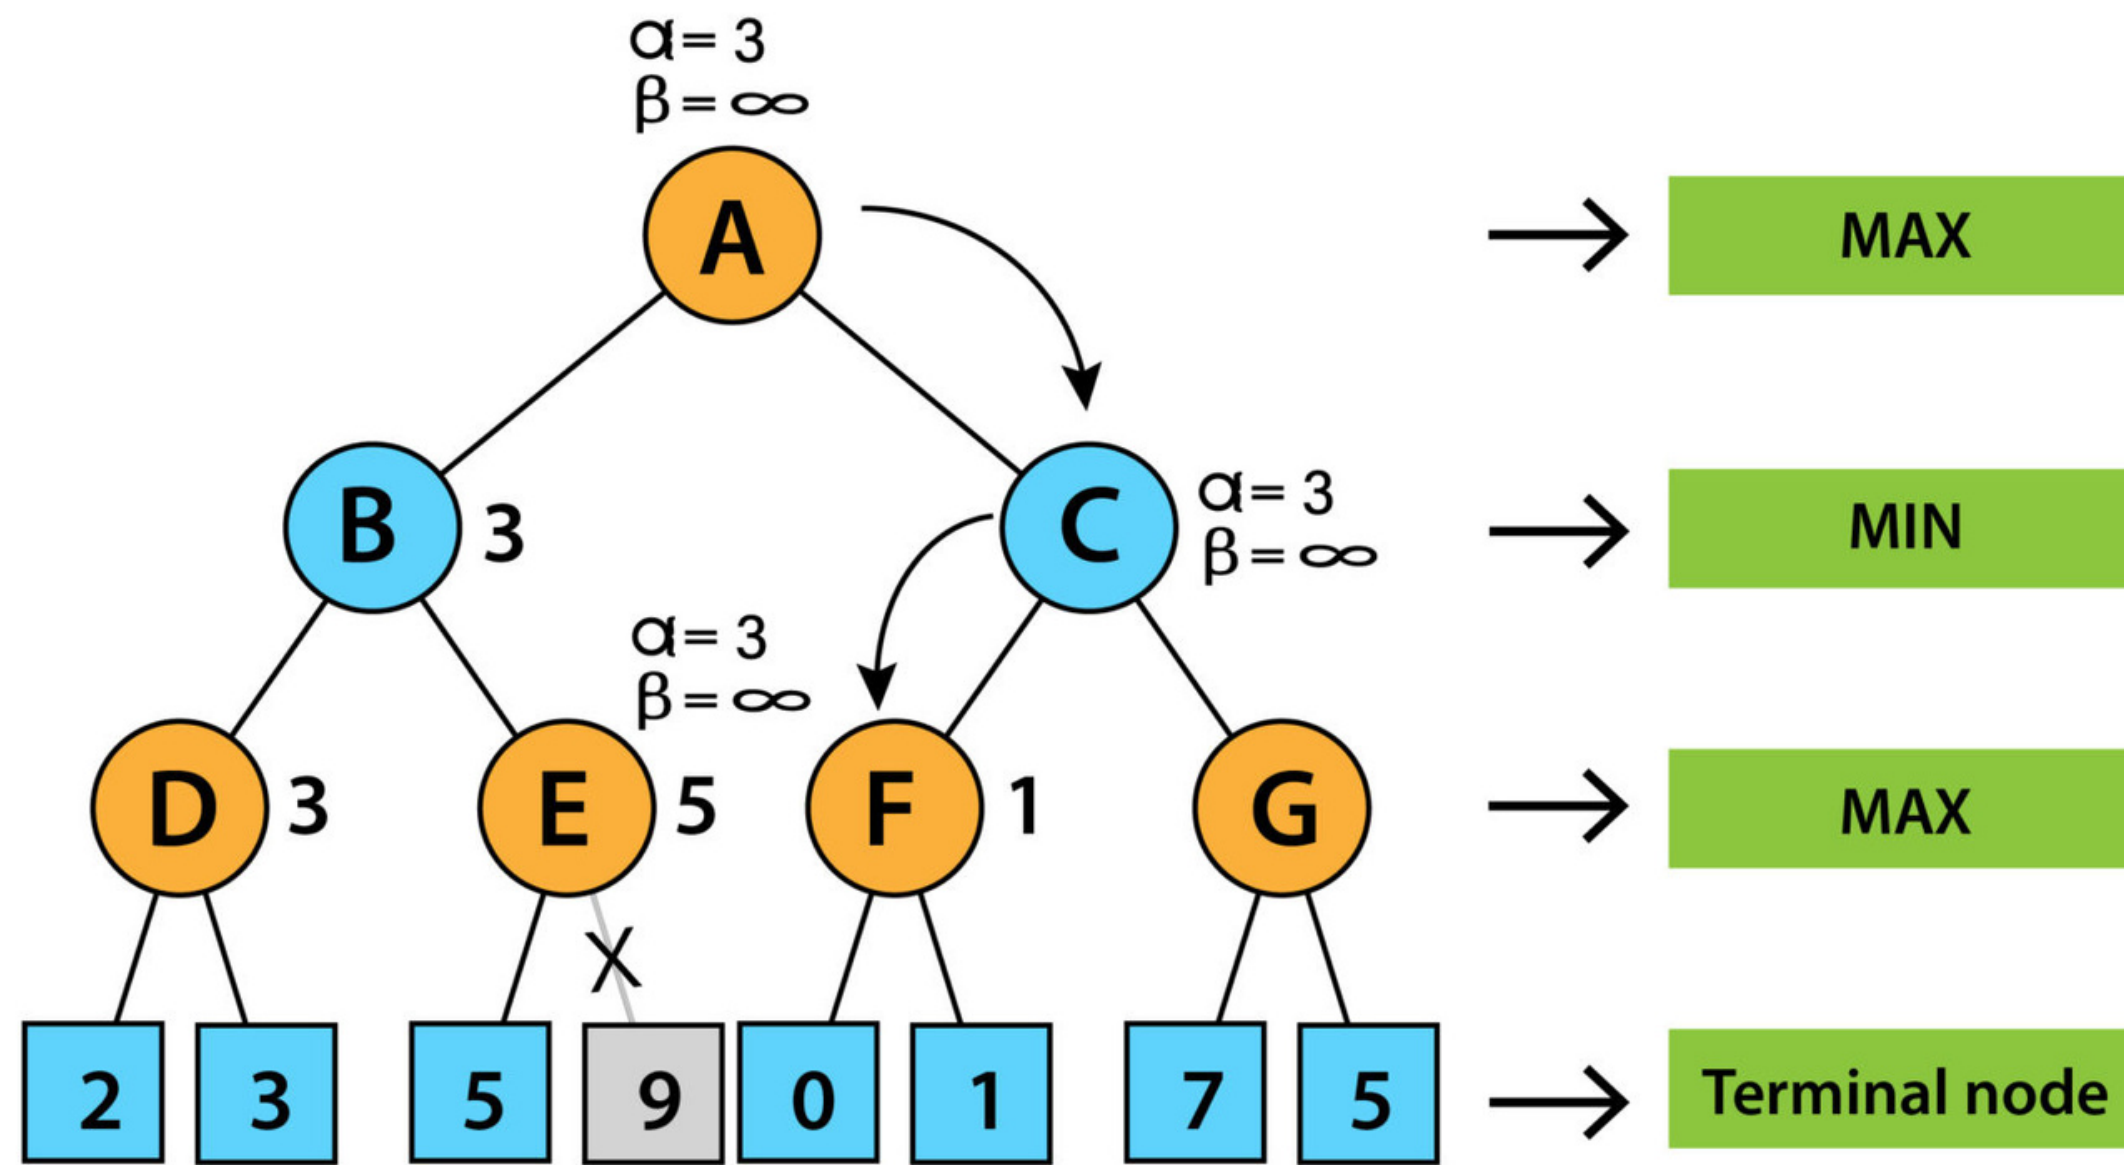 α= 3
β= ∞
A
MAX
B
3
C
α= 3
β= ∞
MIN
α= 3
β= ∞
D
3
E
5
F
1
G
MAX
X
2
3
5
9
0
1
7
5
Terminal node